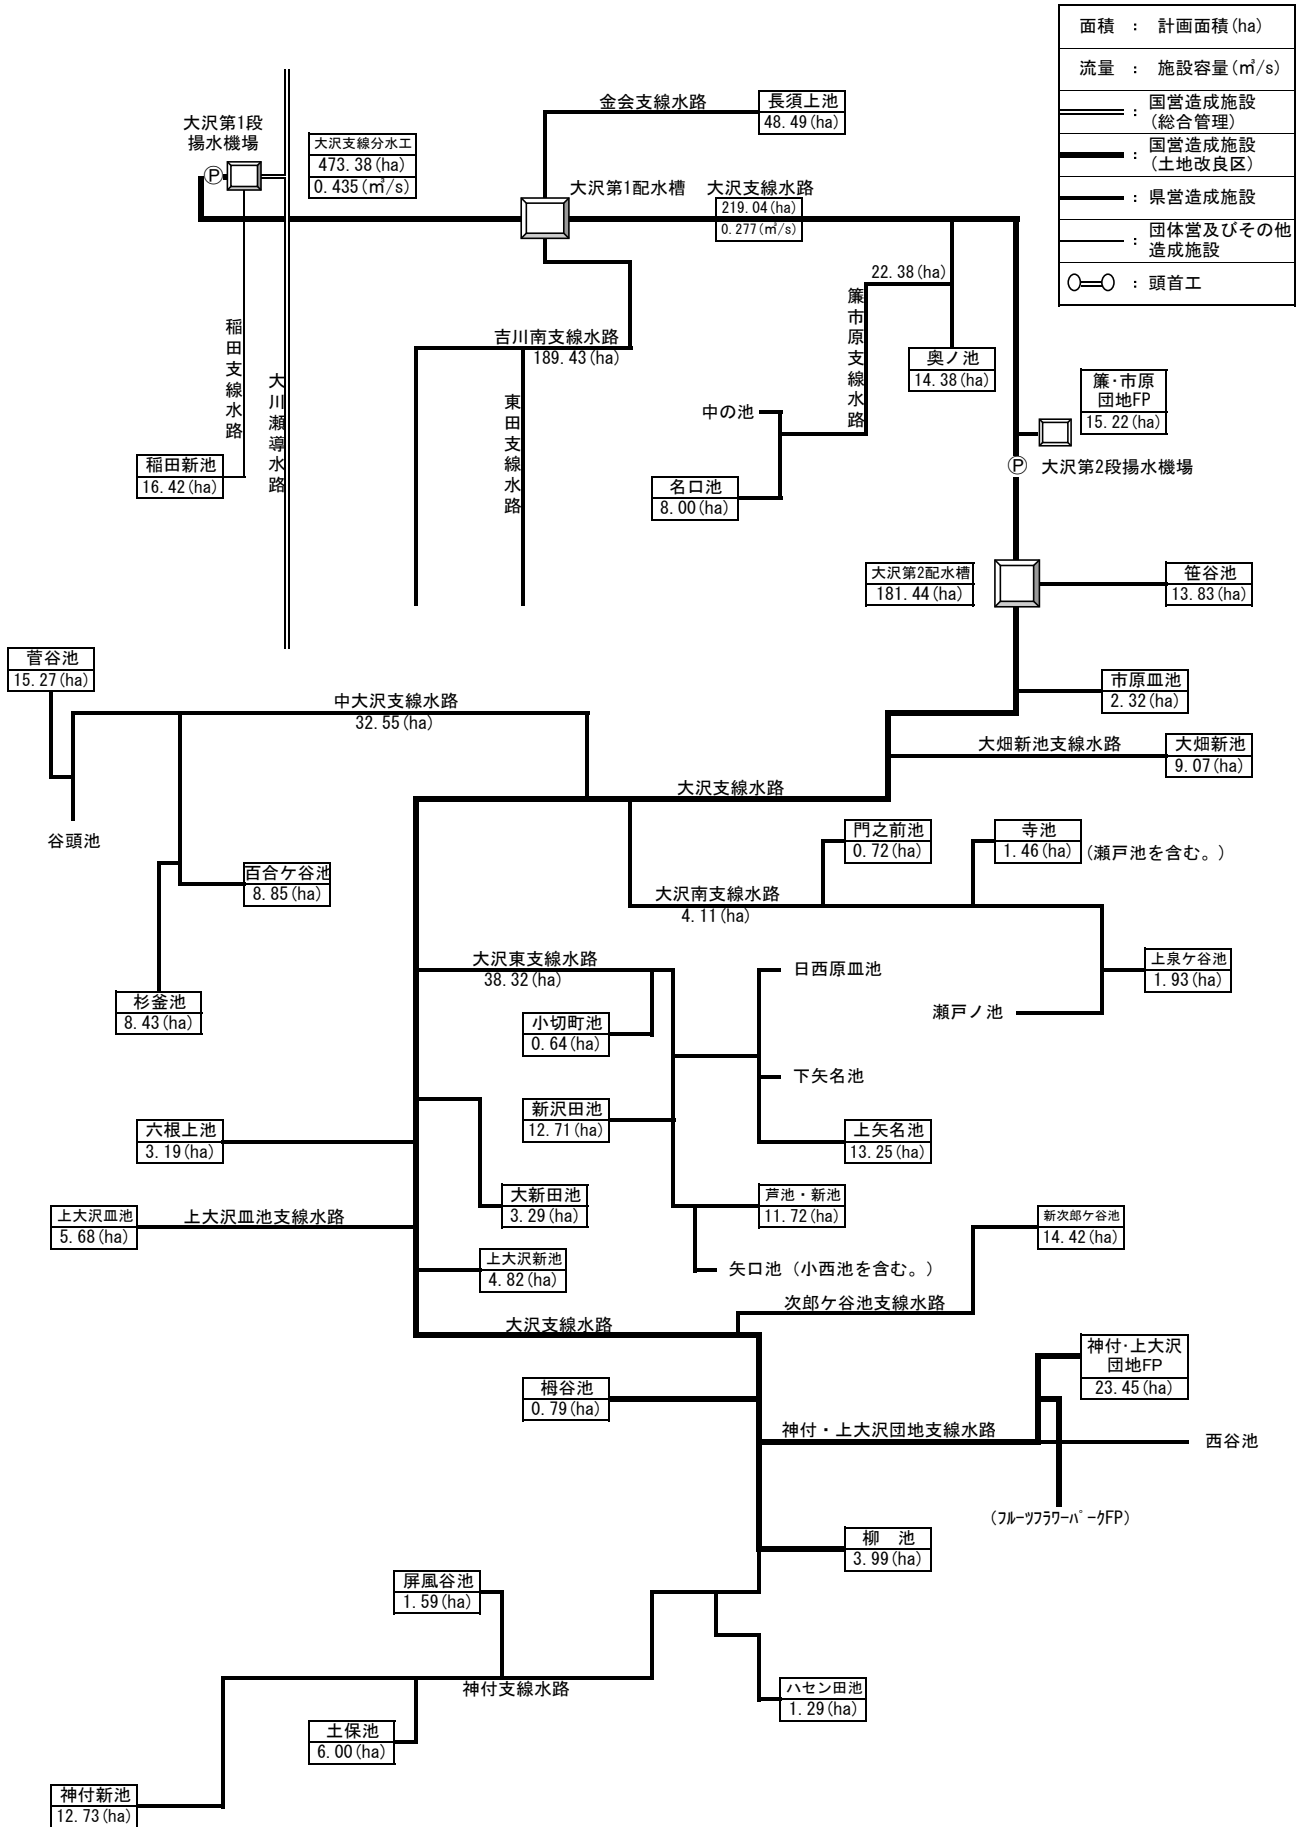 面積 : 計画面積(ha)
流量 : 施設容量(㎥/s)
: 国営造成施設
(総合管理)
: 国営造成施設
(土地改良区)
: 県営造成施設
: 団体営及びその他
造成施設
: 頭首工
大沢第1段
揚水機場
P
大沢支線分水工
473.38(ha)
0.435(㎥/s)
金会支線水路
長須上池
48.49(ha)
大沢第1配水槽
大沢支線水路
219.04(ha)
0.277(㎥/s)
22.38(ha)
簾市原支線水路
奥ノ池
14.38(ha)
吉川南支線水路
189.43(ha)
稲田支線水路
大川瀬導水路
東田支線水路
中の池
簾・市原
団地FP
15.22(ha)
稲田新池
16.42(ha)
名口池
8.00(ha)
P
大沢第2段揚水機場
大沢第2配水槽
181.44(ha)
笹谷池
13.83(ha)
菅谷池
15.27(ha)
市原皿池
2.32(ha)
中大沢支線水路
32.55(ha)
大畑新池支線水路
大畑新池
9.07(ha)
大沢支線水路
谷頭池
門之前池
0.72(ha)
寺池
1.46(ha)
(瀬戸池を含む。)
百合ケ谷池
8.85(ha)
大沢南支線水路
4.11(ha)
大沢東支線水路
38.32(ha)
日西原皿池
上泉ケ谷池
1.93(ha)
杉釜池
8.43(ha)
小切町池
0.64(ha)
瀬戸ノ池
下矢名池
新沢田池
12.71(ha)
六根上池
3.19(ha)
上矢名池
13.25(ha)
大新田池
3.29(ha)
芦池・新池
11.72(ha)
上大沢皿池
5.68(ha)
上大沢皿池支線水路
新次郎ケ谷池
14.42(ha)
上大沢新池
4.82(ha)
矢口池(小西池を含む。)
次郎ケ谷池支線水路
大沢支線水路
神付・上大沢
団地FP
23.45(ha)
栂谷池
0.79(ha)
神付・上大沢団地支線水路
西谷池
(フルーツフラワーパークFP)
柳 池
3.99(ha)
屏風谷池
1.59(ha)
神付支線水路
ハセン田池
1.29(ha)
土保池
6.00(ha)
神付新池
12.73(ha)